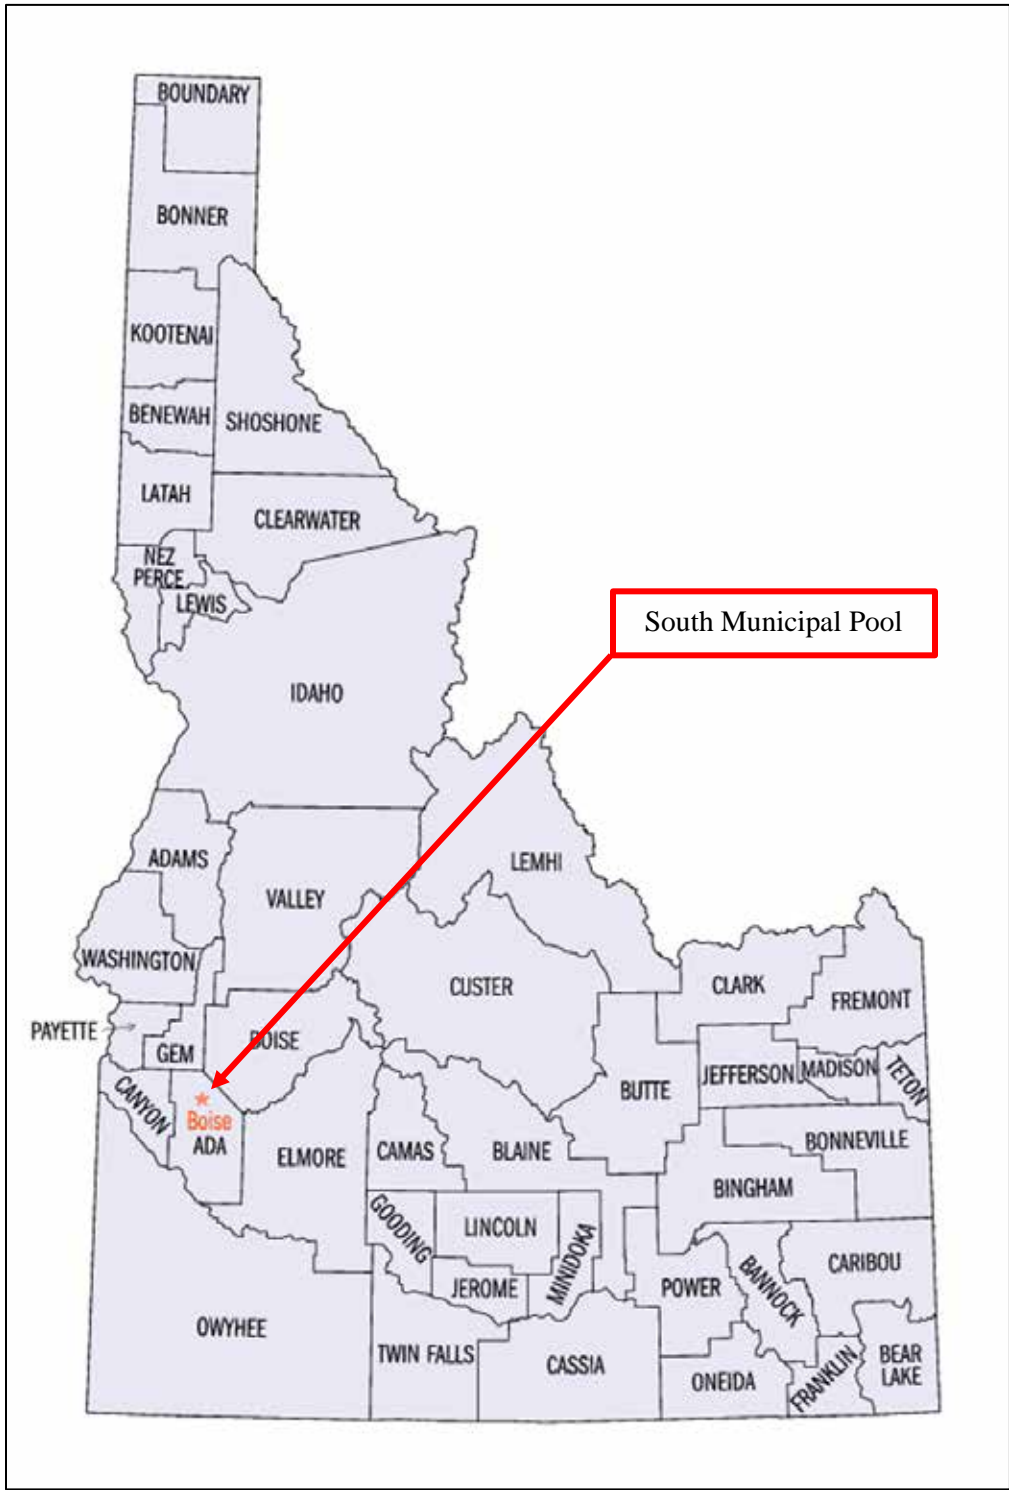 BOUNDARY
BONNER
KOOTENAI
BENEWAH
SHOSHONE
LATAH
CLEARWATER
NEZ
PERCE
LEWIS
South Municipal Pool
IDAHO
ADAMS
LEMHI
VALLEY
WASHINGTON
CUSTER
CLARK
FREMONT
PAYETTE
GEM
BOISE
BUTTE
JEFFERSON
MADISON
TETON
CANYON
Boise
ADA
ELMORE
CAMAS
BLAINE
BONNEVILLE
BINGHAM
GOODING
LINCOLN
MINIDOKA
JEROME
POWER
BANNOCK
CARIBOU
OWYHEE
TWIN FALLS
CASSIA
ONEIDA
FRANKLIN
BEAR
LAKE